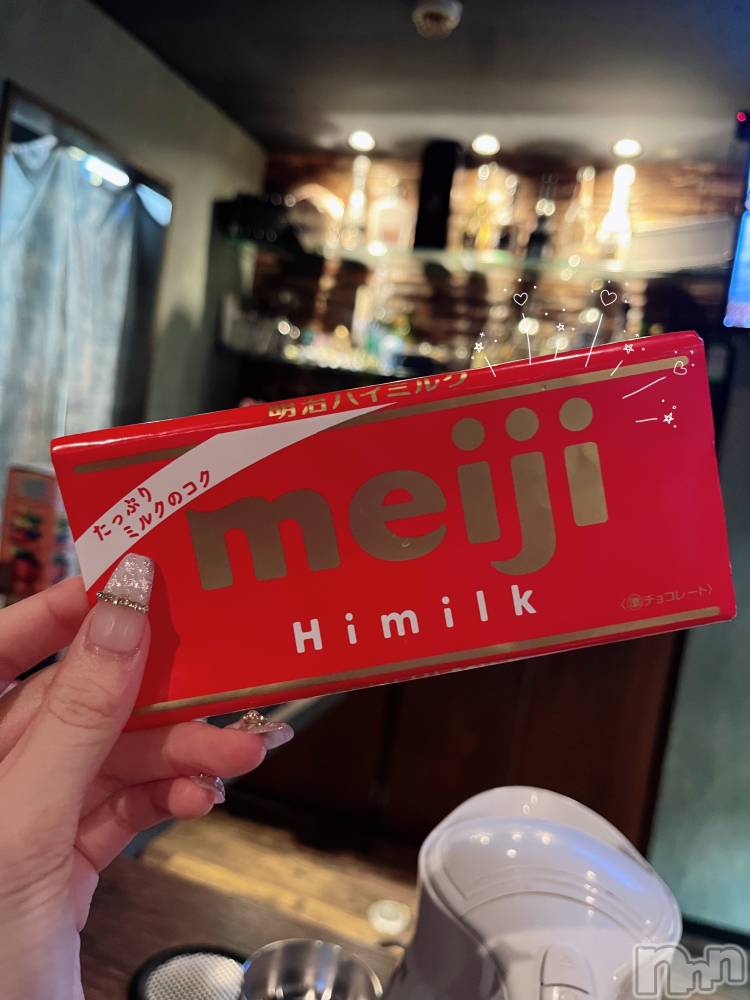 明治ハイミルク
たっぷり
ミルクのコク
meiji
Himilk
チョコレート
nnn